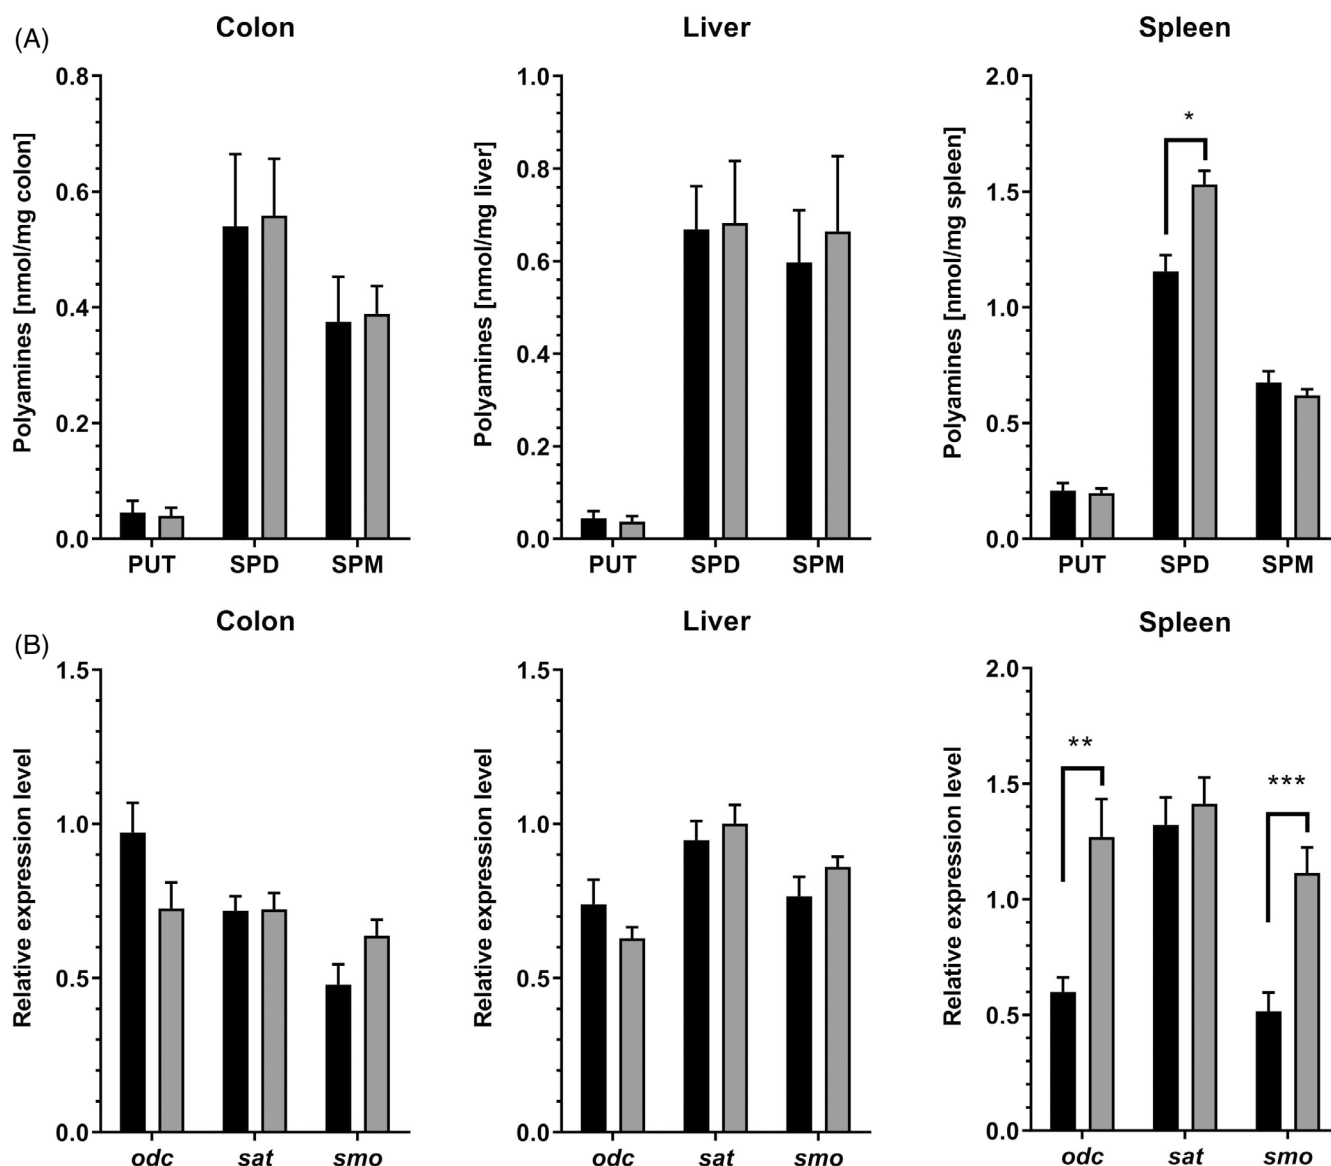 (A)
Colon
Polyamines [nmol/mg colon]
0.8
0.6
0.4
0.2
0.0
PUT SPD SPM
Liver
Polyamines [nmol/mg liver]
1.0
0.8
0.6
0.4
0.2
0.0
PUT SPD SPM
Spleen
Polyamines [nmol/mg spleen]
2.0
1.5
1.0
0.5
0.0
*
PUT SPD SPM
(B)
Colon
Relative expression level
1.5
1.0
0.5
0.0
odc sat smo
Liver
Relative expression level
1.5
1.0
0.5
0.0
odc sat smo
Spleen
Relative expression level
2.0
1.5
1.0
0.5
0.0
**
***
odc sat smo